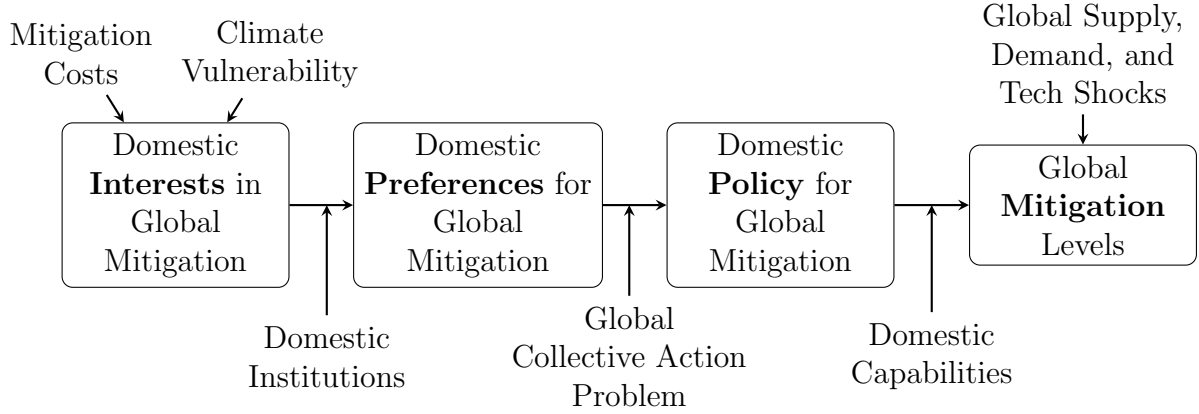 Mitigation
Costs
Climate
Vulnerability
Global Supply,
Demand, and
Tech Shocks
Domestic
Interests in
Global
Mitigation
Domestic
Preferences for
Global
Mitigation
Domestic
Policy for
Global
Mitigation
Global
Mitigation
Levels
Domestic
Institutions
Global
Collective Action
Problem
Domestic
Capabilities